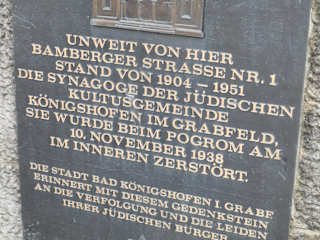 UNWEIT VON HIER
BAMBERGER STRASSE NR. 1
STAND VON 1904 – 1951
DIE SYNAGOGE DER JÜDISCHEN
KULTUSGEMEINDE
KÖNIGSHOFEN IM GRABFELD,
SIE WURDE BEIM POGROM AM
10. NOVEMBER 1938
IM INNEREN ZERSTÖRT.
DIE STADT BAD KÖNIGSHOFEN I. GRABF
ERINNERT MIT DIESEM GEDENKSTEIN
AN DIE VERFOLGUNG UND DIE LEIDEN
IHRER JÜDISCHEN BÜRGER